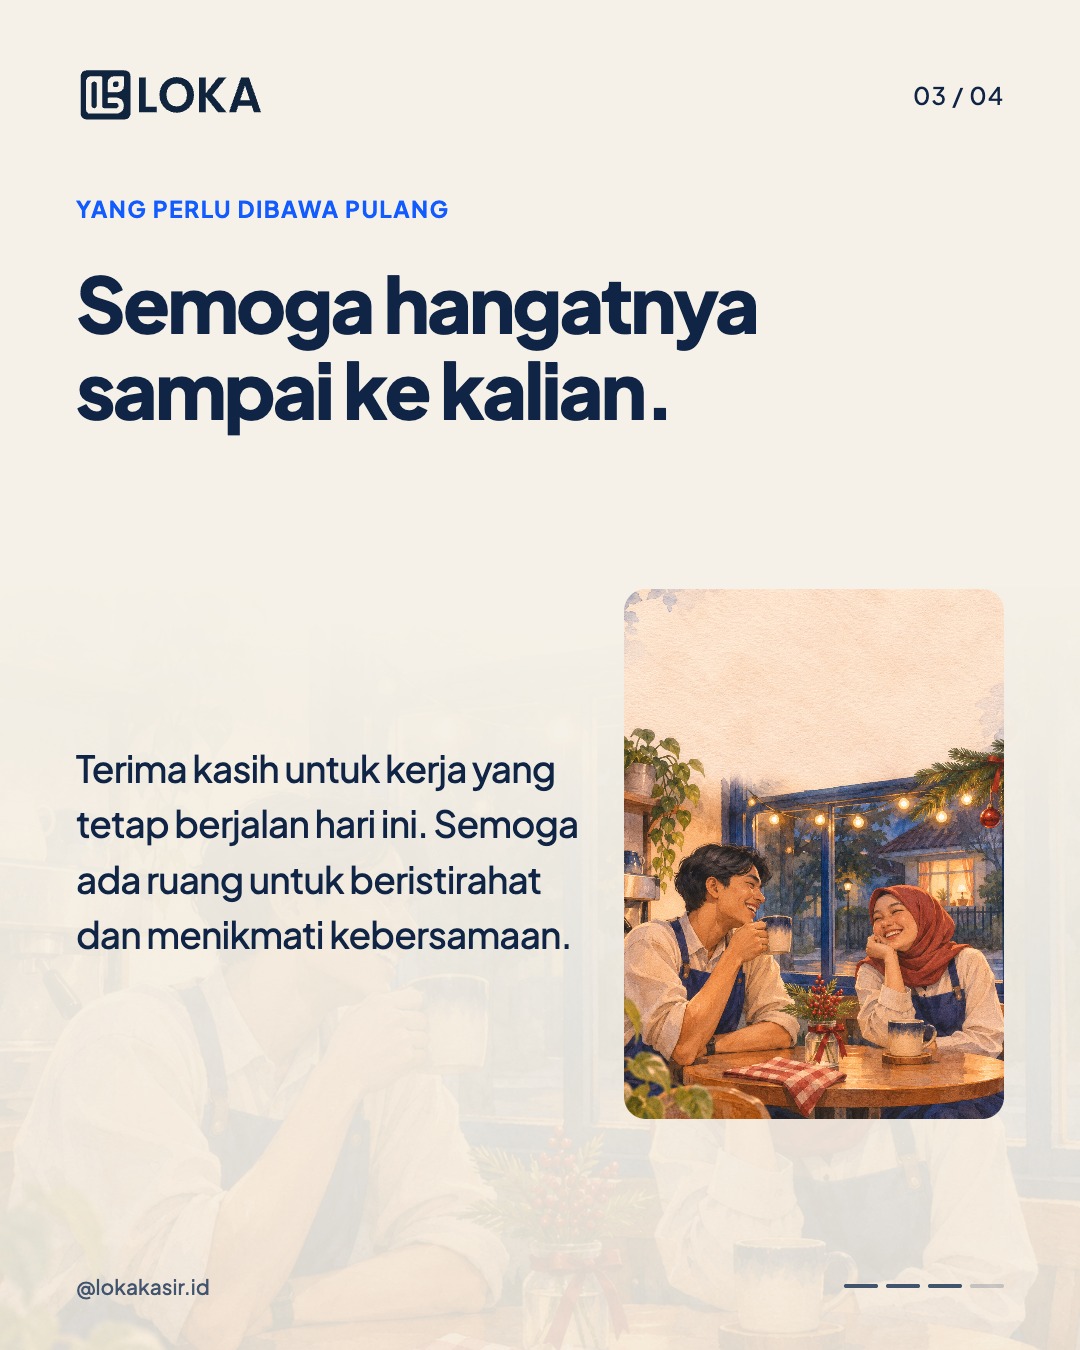 LOKA
03 / 04
YANG PERLU DIBAWA PULANG
Semoga hangatnya
sampai ke kalian.
Terima kasih untuk kerja yang
tetap berjalan hari ini. Semoga
ada ruang untuk beristirahat
dan menikmati kebersamaan.
@lokakasir.id